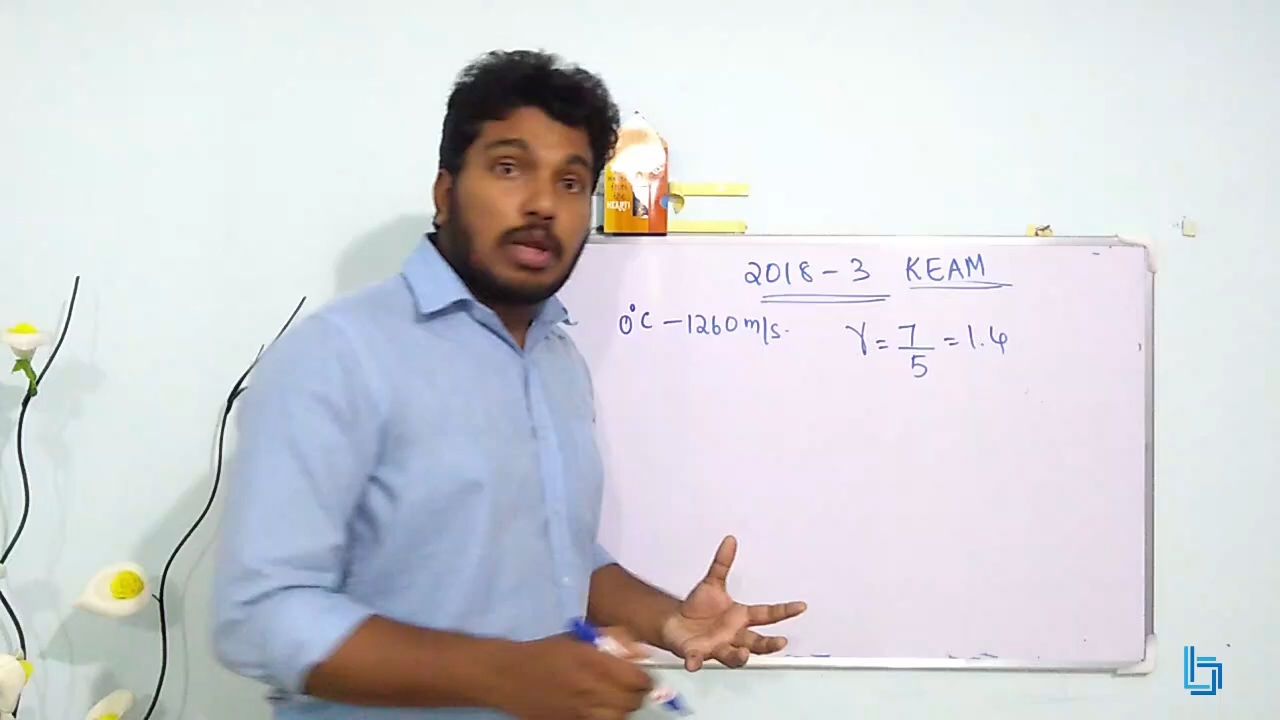 2018 - 3 KEAM
0°C - 1260 m/s. γ = 7/5 = 1.4